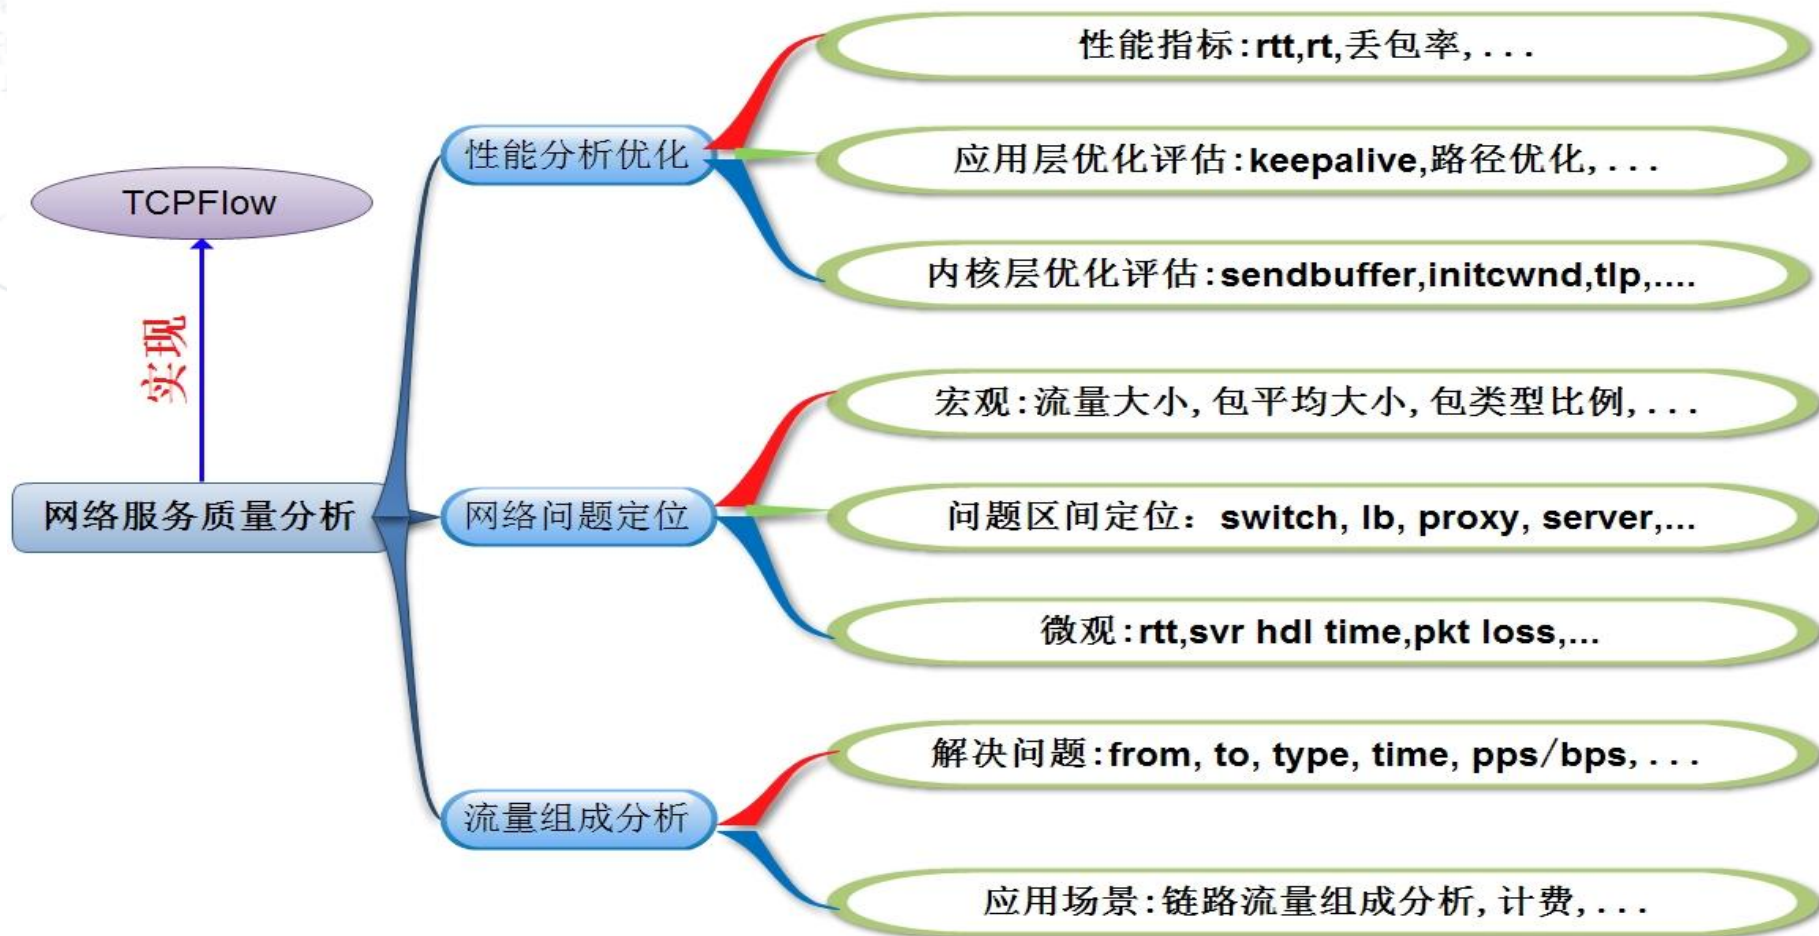 TCPFlow
实现
网络服务质量分析
性能分析优化
性能指标:rtt,rt,丢包率,...
应用层优化评估:keepalive,路径优化,...
内核层优化评估:sendbuffer,initcwnd,tlp,....
网络问题定位
宏观:流量大小,包平均大小,包类型比例,...
问题区间定位：switch, lb, proxy, server,...
微观:rtt,svr hdl time,pkt loss,...
流量组成分析
解决问题:from, to, type, time, pps/bps,...
应用场景:链路流量组成分析,计费,...